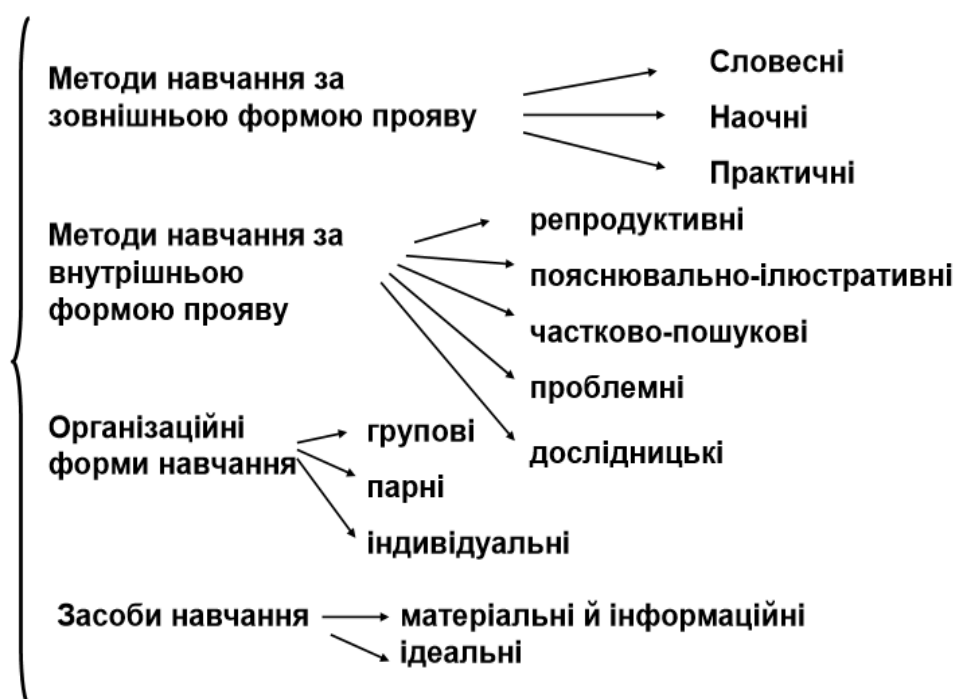 Методи навчання за
зовнішньою формою прояву
Словесні
Наочні
Практичні
Методи навчання за
внутрішньою
формою прояву
репродуктивні
пояснювально-ілюстративні
частково-пошукові
проблемні
дослідницькі
Організаційні
форми навчання
групові
парні
індивідуальні
Засоби навчання
матеріальні й інформаційні
ідеальні